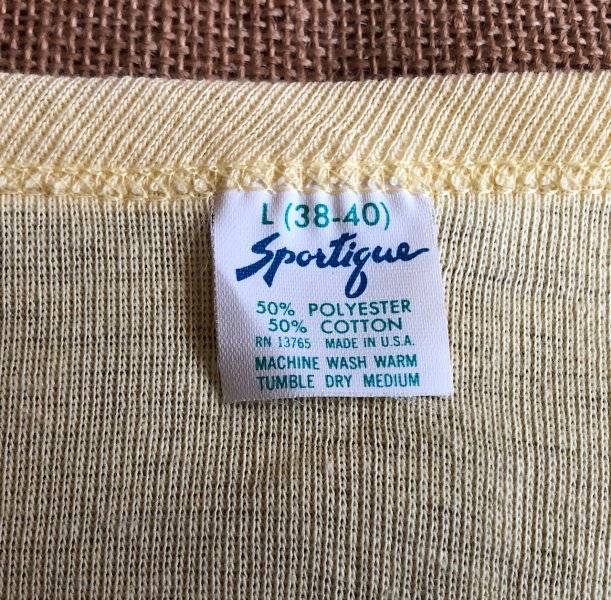 L (38-40)
Sportique
50% POLYESTER
50% COTTON
RN 13765 MADE IN U.S.A.
MACHINE WASH WARM
TUMBLE DRY MEDIUM